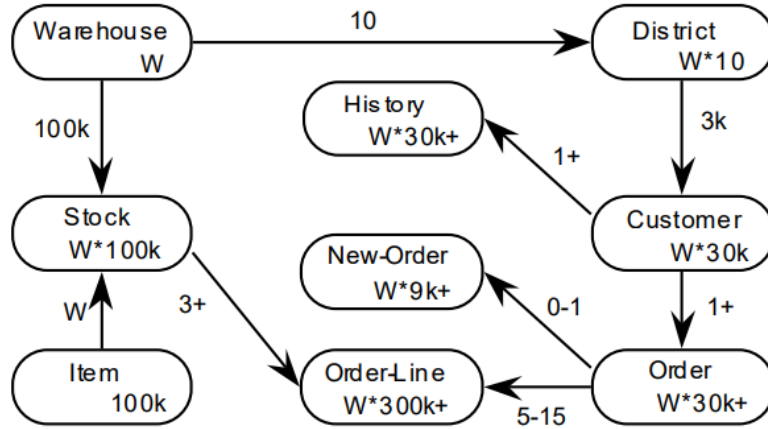 Warehouse
W
10
District
W*10
100k
History
W*30k+
3k
1+
Stock
W*100k
Customer
W*30k
New-Order
W*9k+
W
3+
0-1
1+
Item
100k
Order-Line
W*300k+
5-15
Order
W*30k+